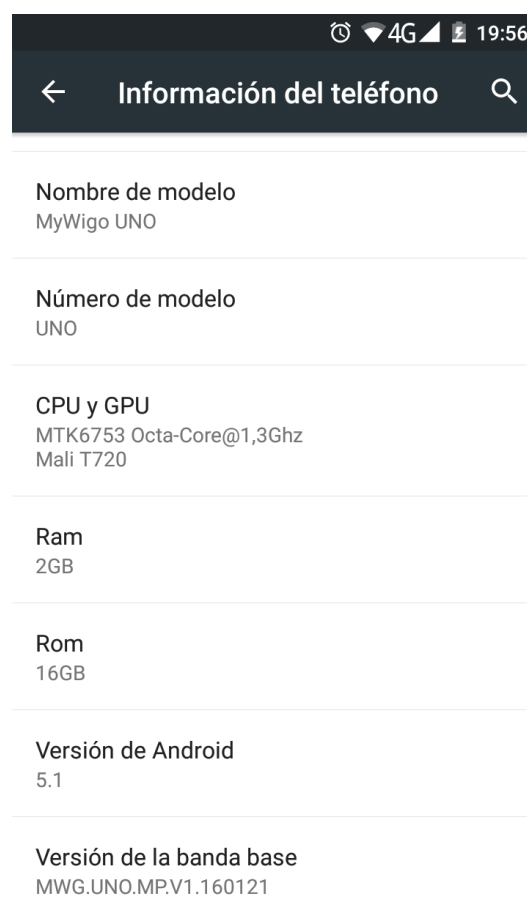 4G 19:56
Información del teléfono
Nombre de modelo
MyWigo UNO
Número de modelo
UNO
CPU y GPU
MTK6753 Octa-Core@1,3Ghz
Mali T720
Ram
2GB
Rom
16GB
Versión de Android
5.1
Versión de la banda base
MWG.UNO.MP.V1.160121